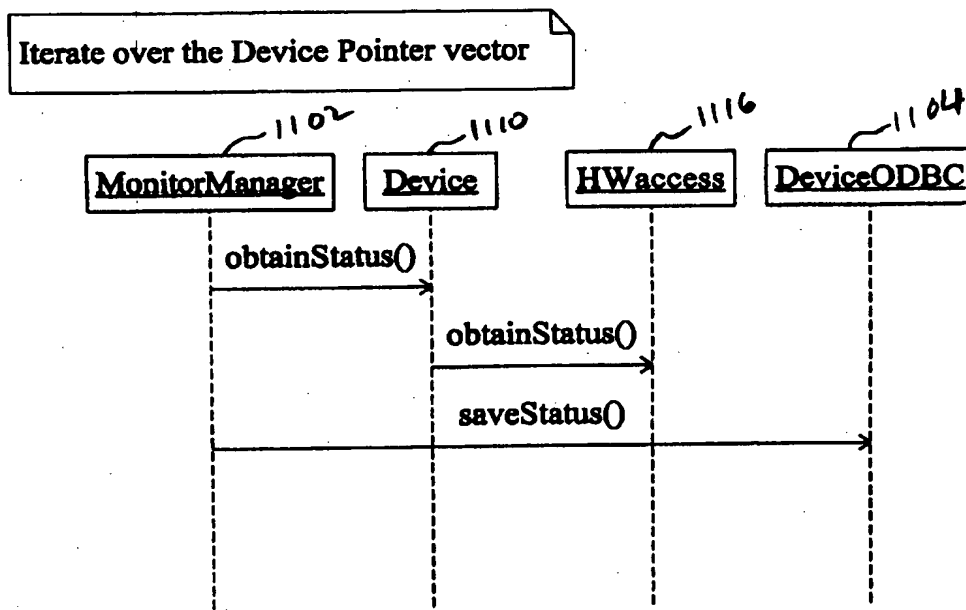 Iterate over the Device Pointer vector
1102
1110
1116
1104
MonitorManager
Device
HWaccess
DeviceODBC
obtainStatus()
obtainStatus()
saveStatus()